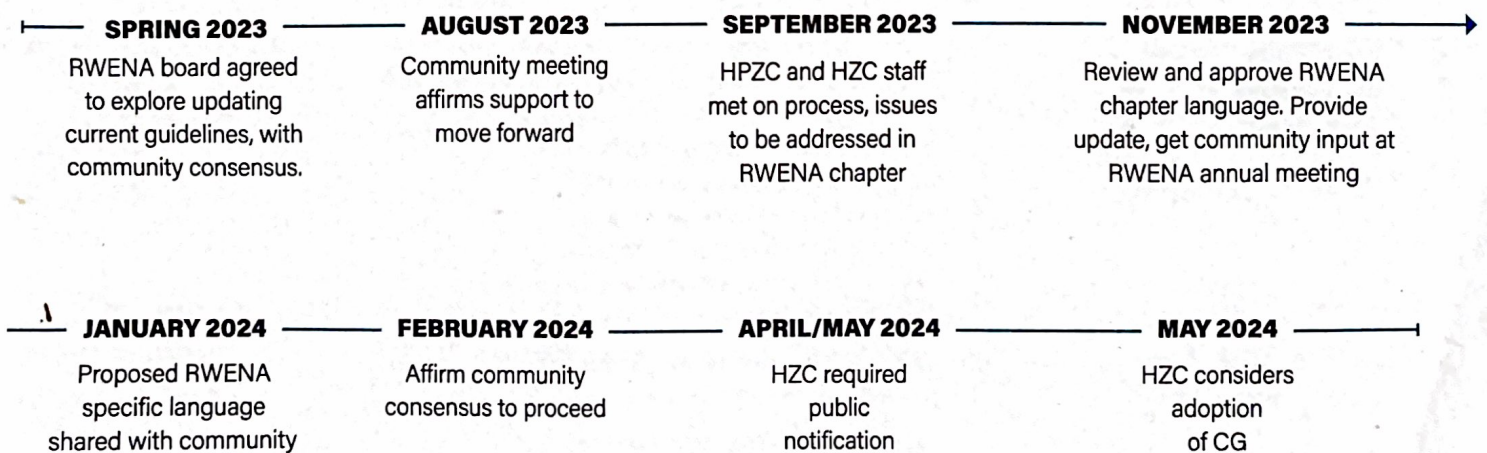 SPRING 2023
RWENA board agreed
to explore updating
current guidelines, with
community consensus.
AUGUST 2023
Community meeting
affirms support to
move forward
SEPTEMBER 2023
HPZC and HZC staff
met on process, issues
to be addressed in
RWENA chapter
NOVEMBER 2023
Review and approve RWENA
chapter language. Provide
update, get community input at
RWENA annual meeting
JANUARY 2024
Proposed RWENA
specific language
shared with community
FEBRUARY 2024
Affirm community
consensus to proceed
APRIL/MAY 2024
HZC required
public
notification
MAY 2024
HZC considers
adoption
of CG